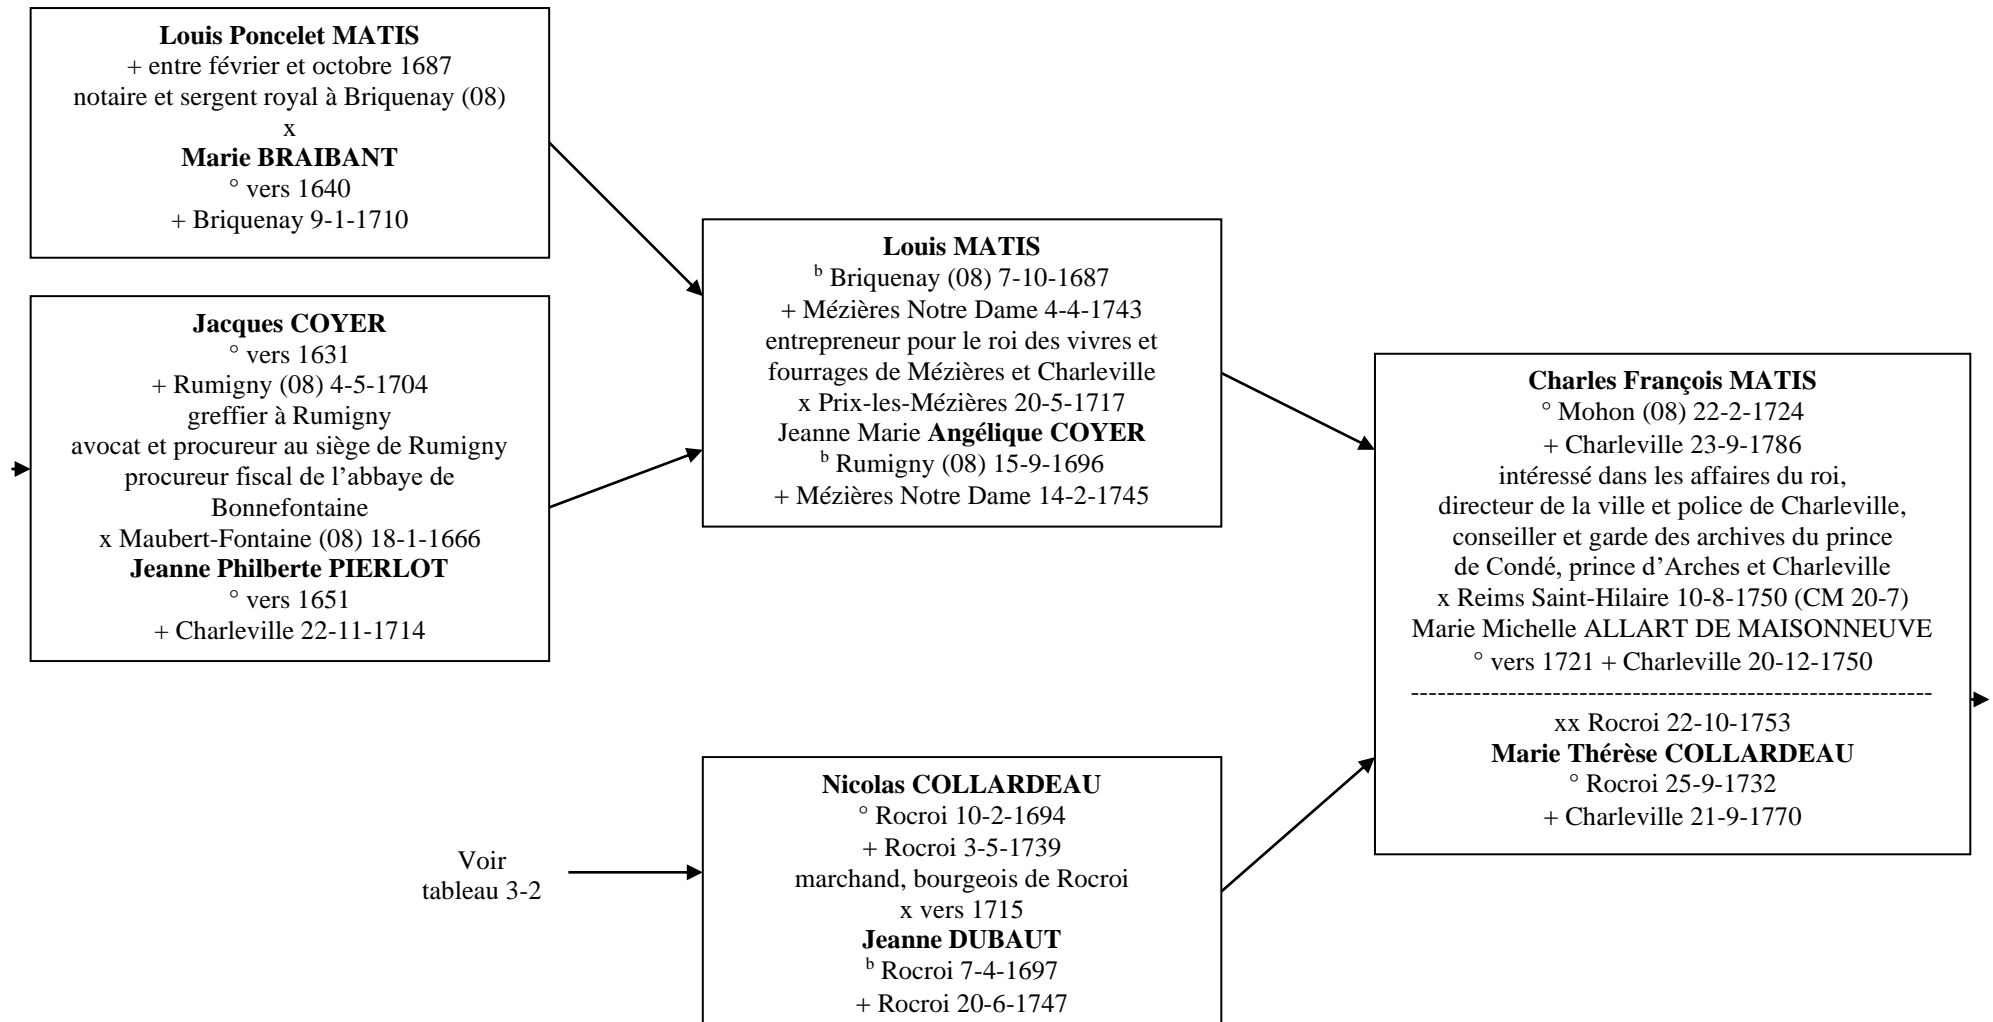 Louis Poncelet MATIS
+ entre février et octobre 1687
notaire et sergent royal à Briquenay (08)
x
Marie BRAIBANT
° vers 1640
+ Briquenay 9-1-1710
Jacques COYER
° vers 1631
+ Rumigny (08) 4-5-1704
greffier à Rumigny
avocat et procureur au siège de Rumigny
procureur fiscal de l’abbaye de
Bonnefontaine
x Maubert-Fontaine (08) 18-1-1666
Jeanne Philberte PIERLOT
° vers 1651
+ Charleville 22-11-1714
Louis MATIS
b Briquenay (08) 7-10-1687
+ Mézières Notre Dame 4-4-1743
entrepreneur pour le roi des vivres et
fourrages de Mézières et Charleville
x Prix-les-Mézières 20-5-1717
Jeanne Marie Angélique COYER
b Rumigny (08) 15-9-1696
+ Mézières Notre Dame 14-2-1745
Voir
tableau 3-2
Nicolas COLLARDEAU
° Rocroi 10-2-1694
+ Rocroi 3-5-1739
marchand, bourgeois de Rocroi
x vers 1715
Jeanne DUBAUT
b Rocroi 7-4-1697
+ Rocroi 20-6-1747
Charles François MATIS
° Mohon (08) 22-2-1724
+ Charleville 23-9-1786
intéressé dans les affaires du roi,
directeur de la ville et police de Charleville,
conseiller et garde des archives du prince
de Condé, prince d’Arches et Charleville
x Reims Saint-Hilaire 10-8-1750 (CM 20-7)
Marie Michelle ALLART DE MAISONNEUVE
° vers 1721 + Charleville 20-12-1750
--------------------------------------------------------------
xx Rocroi 22-10-1753
Marie Thérèse COLLARDEAU
° Rocroi 25-9-1732
+ Charleville 21-9-1770